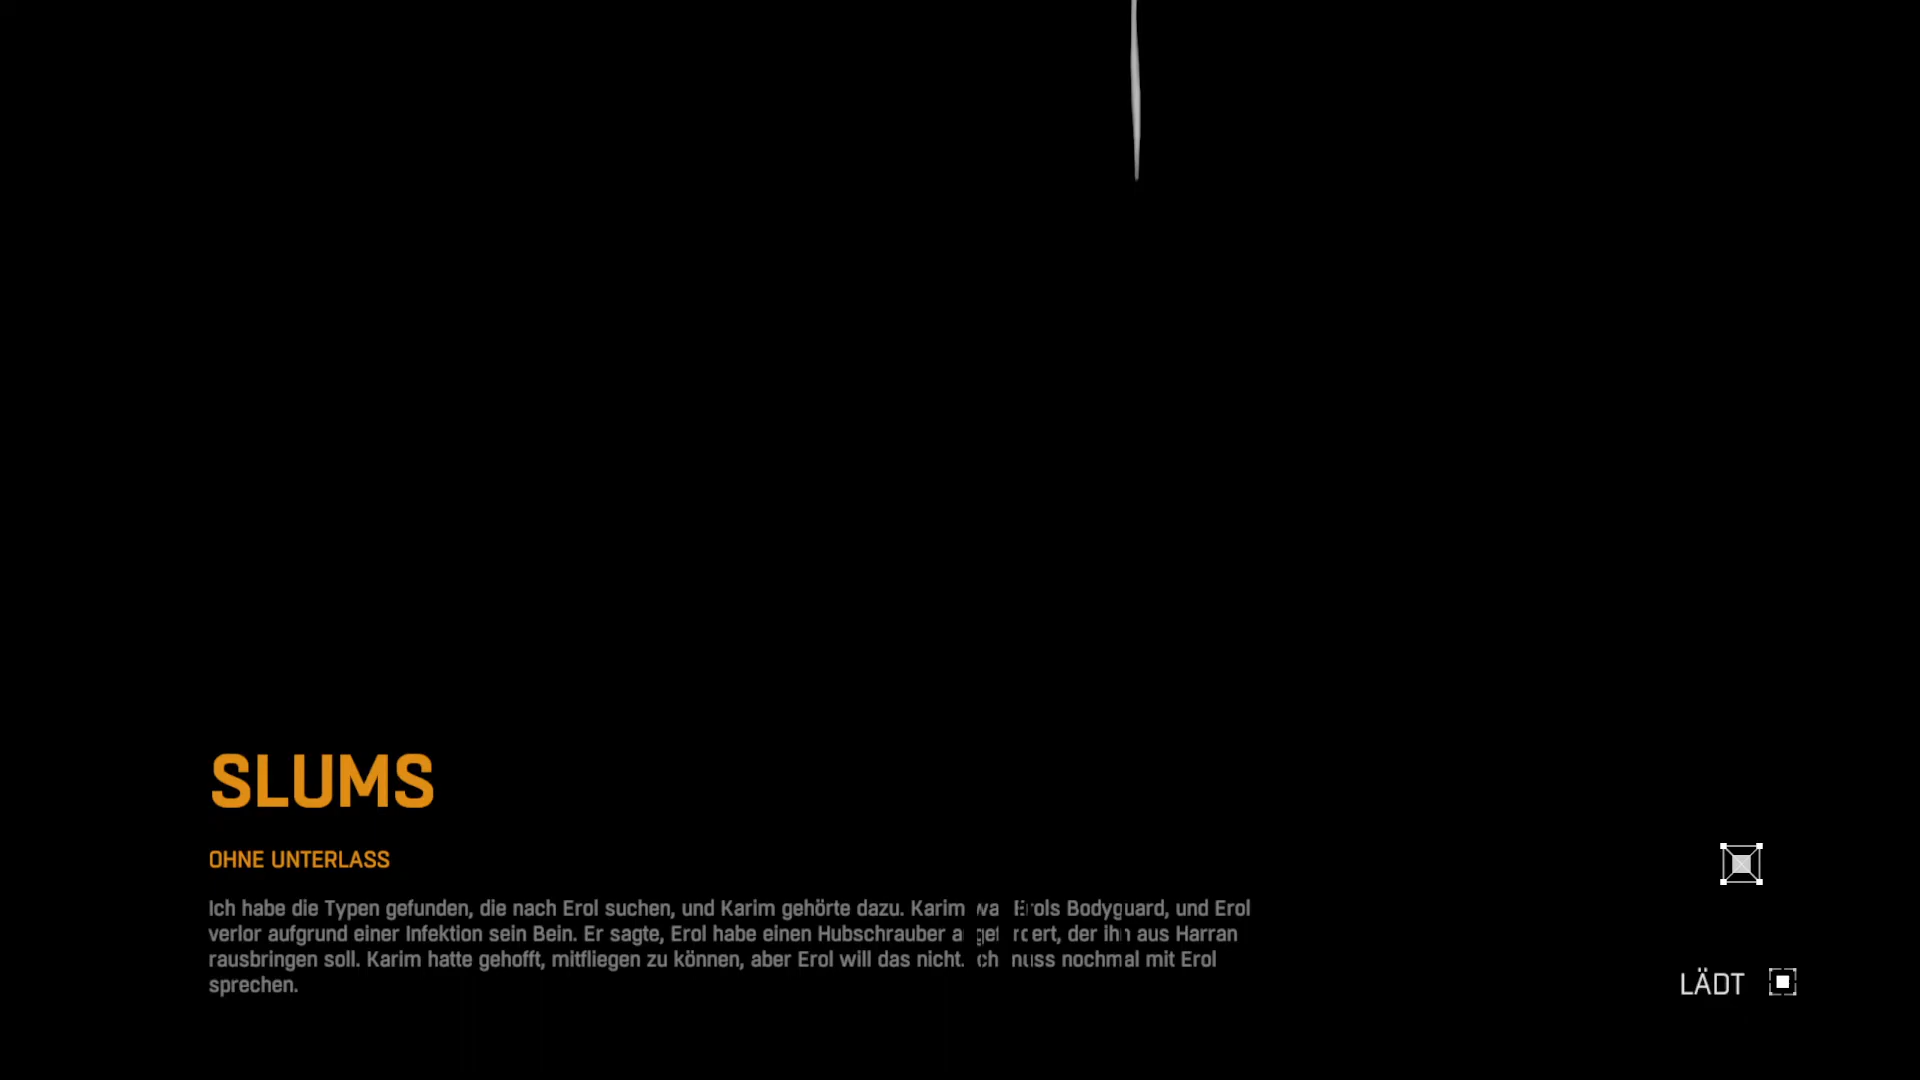 SLUMS
OHNE UNTERLASS
Ich habe die Typen gefunden, die nach Erol suchen, und Karim gehörte dazu. Karim Erols Bodyguard, und Erol
verlor aufgrund einer Infektion sein Bein. Er sagte, Erol habe einen Hubschrauber der ihn aus Harran
rausbringen soll. Karim hatte gehofft, mitfliegen zu können, aber Erol will das nicht. nochmal mit Erol
sprechen.
LÄDT